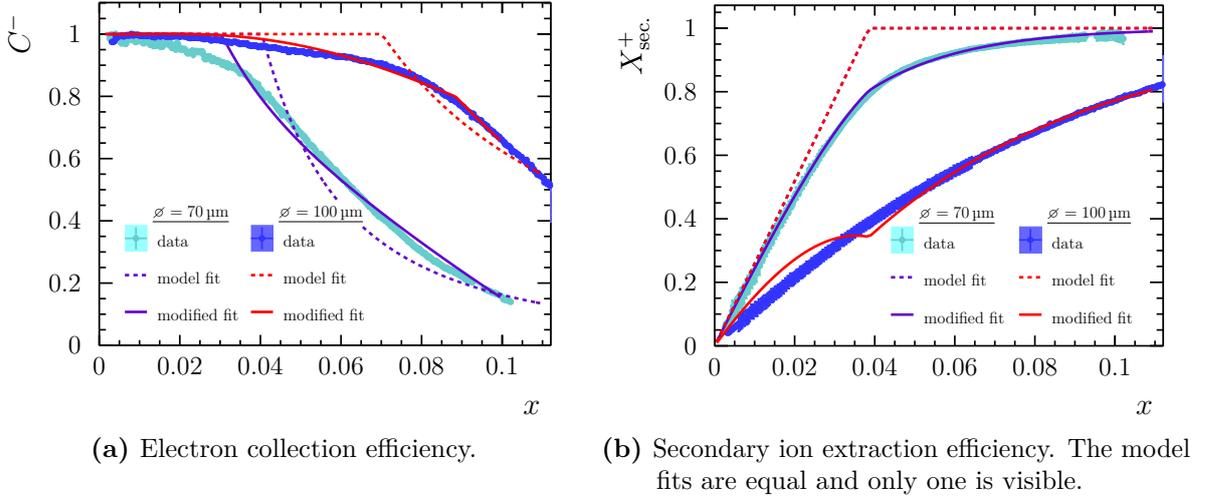 C⁻
1
0.8
0.6
0.4
0.2
0
0 0.02 0.04 0.06 0.08 0.1
x
⌀ = 70 µm ⌀ = 100 µm
data data
model fit model fit
modified fit modified fit
(a) Electron collection efficiency.
X⁺sec.
1
0.8
0.6
0.4
0.2
0
0 0.02 0.04 0.06 0.08 0.1
x
⌀ = 70 µm ⌀ = 100 µm
data data
model fit model fit
modified fit modified fit
(b) Secondary ion extraction efficiency. The model
fits are equal and only one is visible.